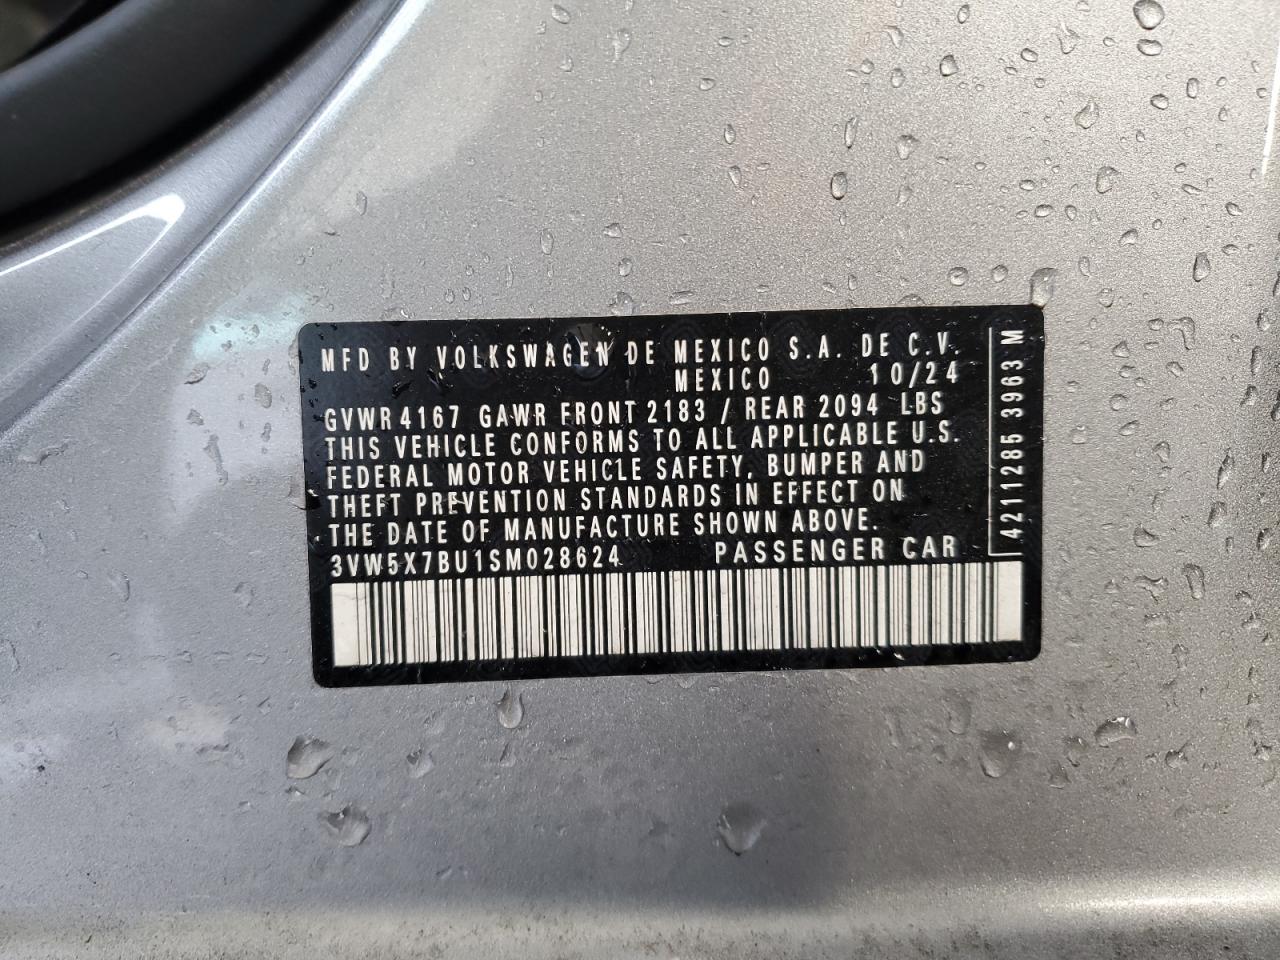 MFD BY VOLKSWAGEN DE MEXICO S.A. DE C.V.
MEXICO 10/24
GVWR 4167 GAWR FRONT 2183 / REAR 2094 LBS
THIS VEHICLE CONFORMS TO ALL APPLICABLE U.S.
FEDERAL MOTOR VEHICLE SAFETY, BUMPER AND
THEFT PREVENTION STANDARDS IN EFFECT ON
THE DATE OF MANUFACTURE SHOWN ABOVE.
3VW5X7BU1SM028624 PASSENGER CAR
42111285 3963 M